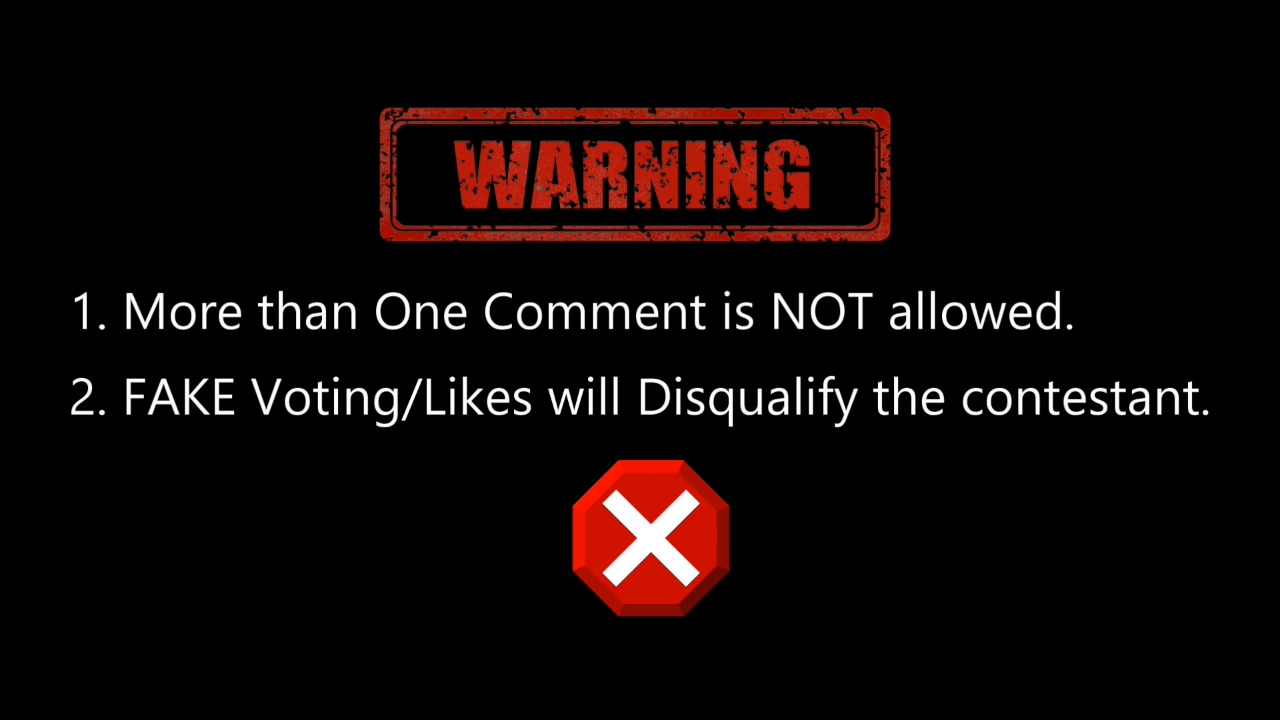 WARNING
1. More than One Comment is NOT allowed.
2. FAKE Voting/Likes will Disqualify the contestant.